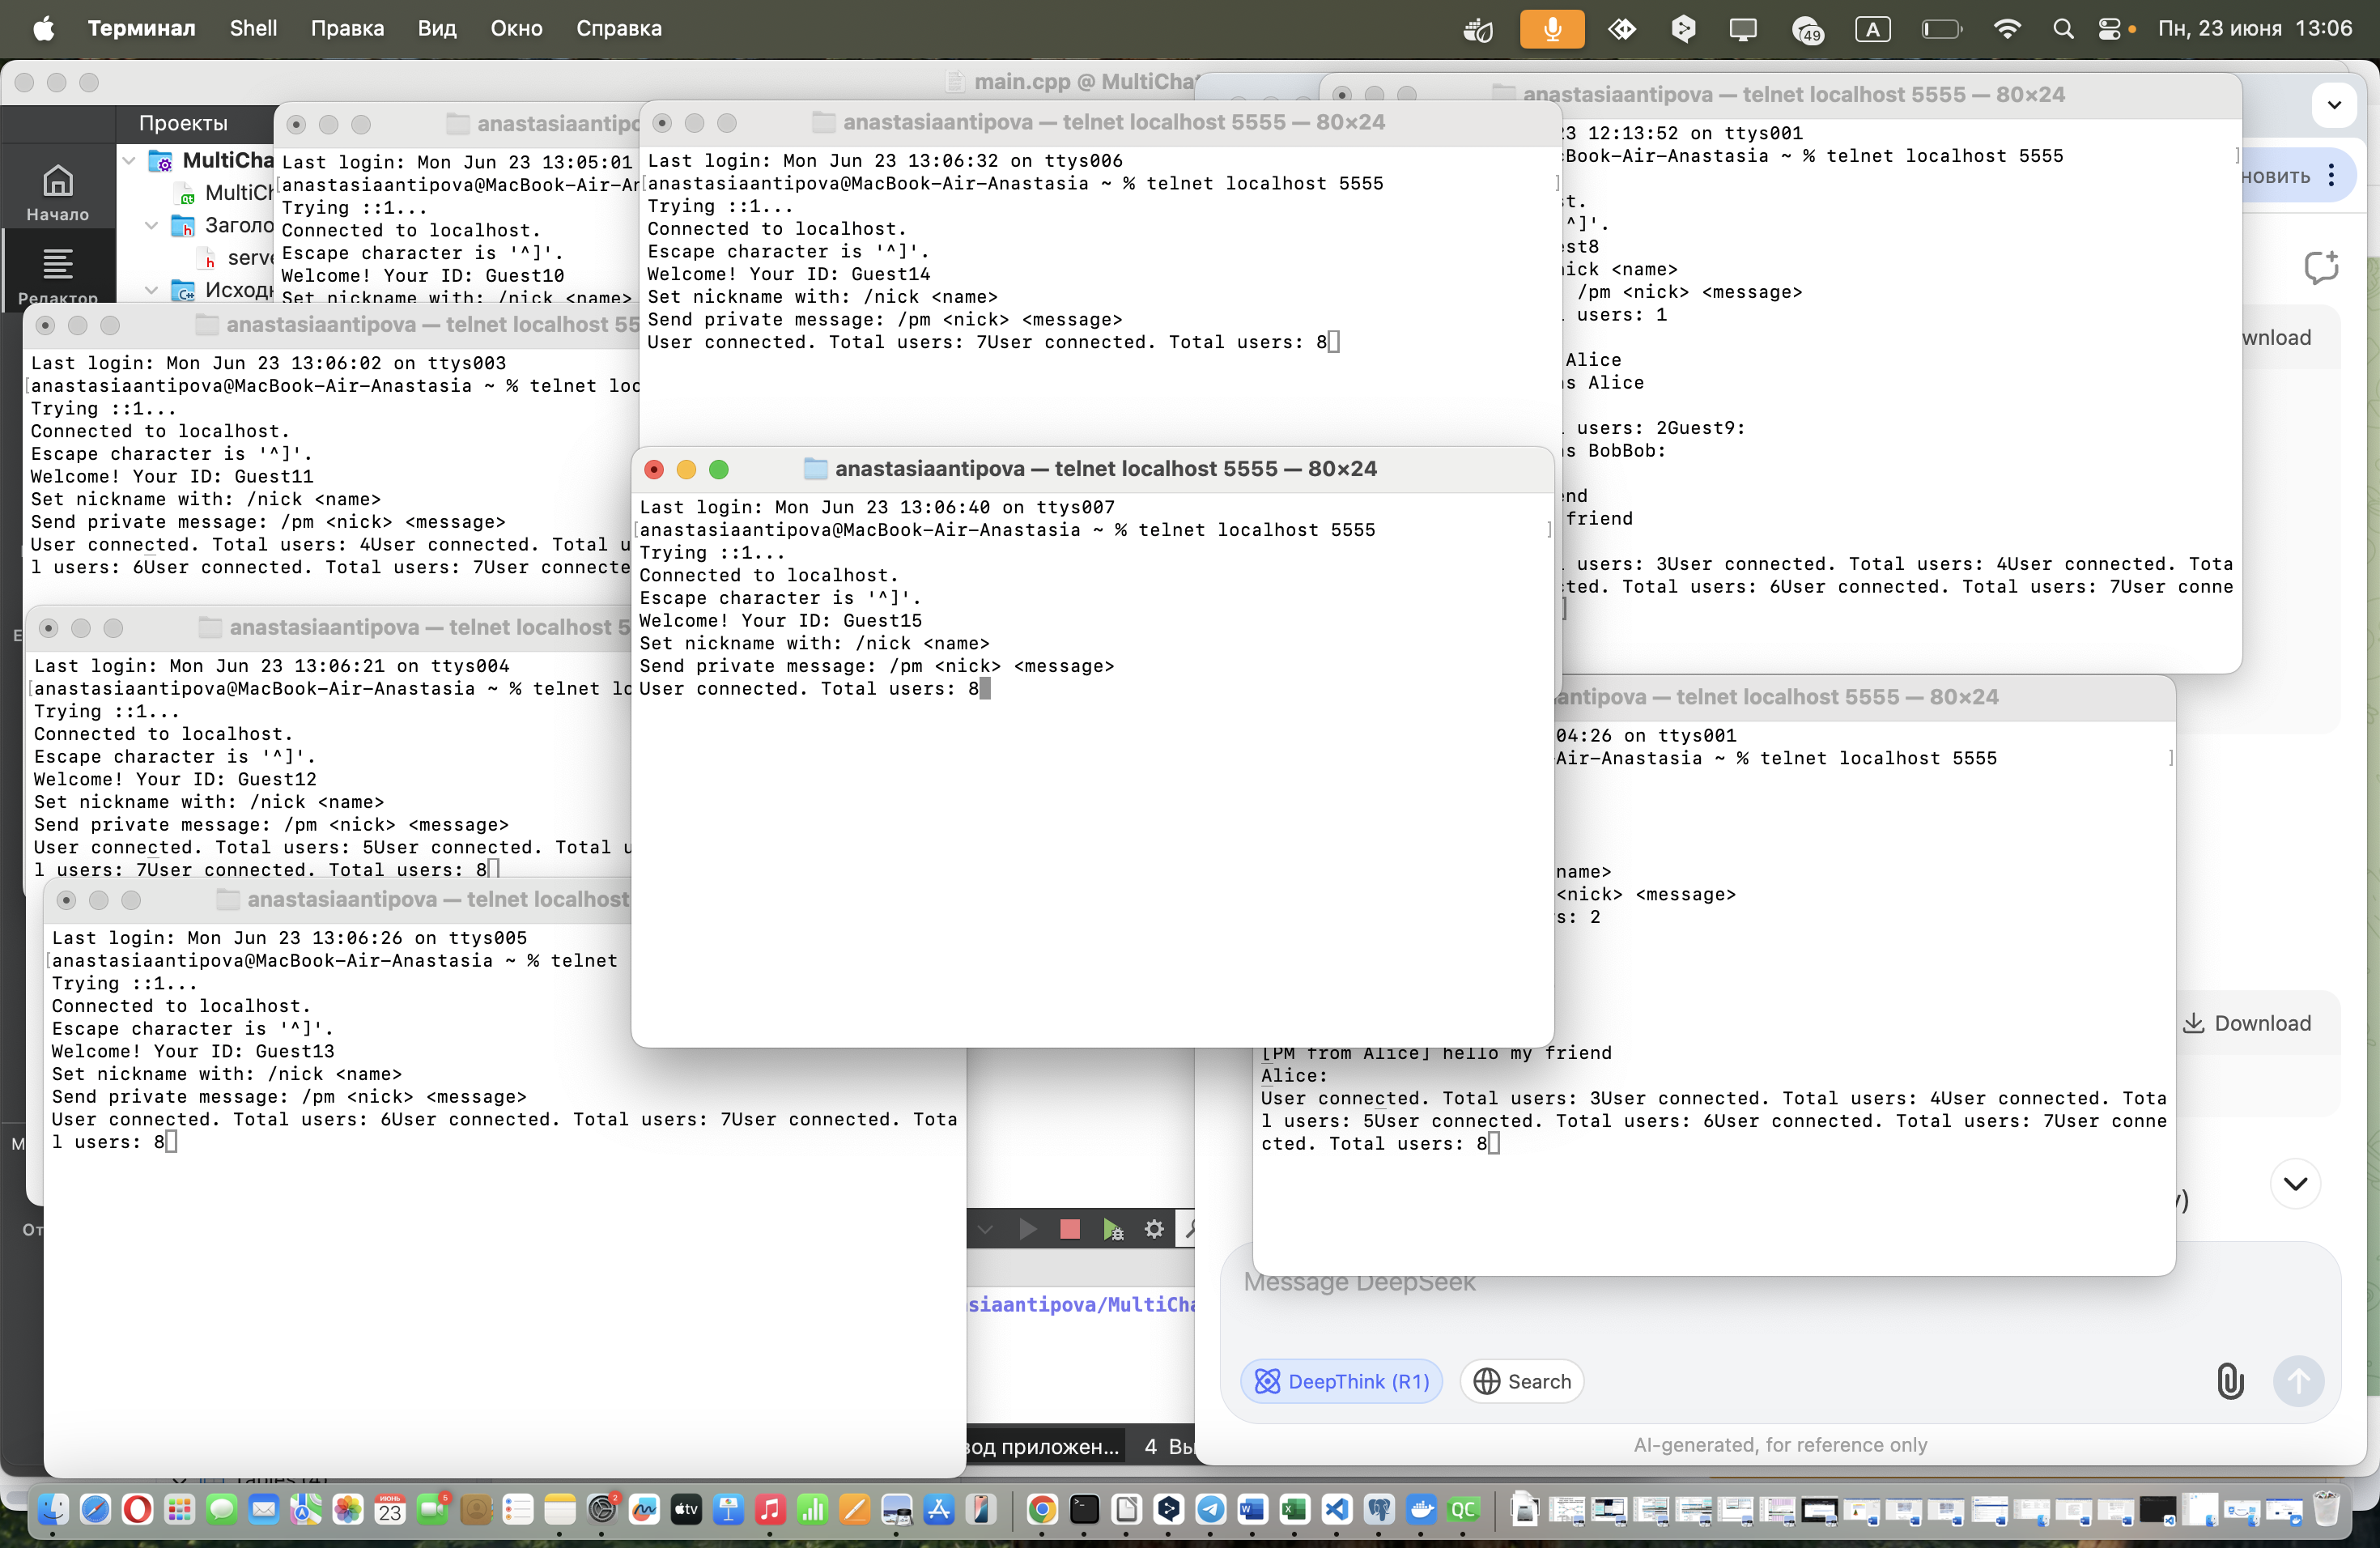 Терминал Shell Правка Вид Окно Справка
49 A Пн, 23 июня 13:06
main.cpp @ MultiChat
Проекты
MultiCha
MultiCh
Заголо
serve
Исходн
Начало
Редактор
anastasiaantipo
Last login: Mon Jun 23 13:05:01
anastasiaantipova@MacBook-Air-An
Trying ::1...
Connected to localhost.
Escape character is '^]'.
Welcome! Your ID: Guest10
Set nickname with: /nick <name>
anastasiaantipova — telnet localhost 5555 — 80×24
Last login: Mon Jun 23 13:06:32 on ttys006
[anastasiaantipova@MacBook-Air-Anastasia ~ % telnet localhost 5555 ]
Trying ::1...
Connected to localhost.
Escape character is '^]'.
Welcome! Your ID: Guest14
Set nickname with: /nick <name>
Send private message: /pm <nick> <message>
User connected. Total users: 7User connected. Total users: 8
anastasiaantipova — telnet localhost 5555 — 80×24
23 12:13:52 on ttys001
Book-Air-Anastasia ~ % telnet localhost 5555 ]
t.
^]'.
st8
nick <name>
/pm <nick> <message>
users: 1
Alice
s Alice
users: 2Guest9:
s BobBob:
end
friend
users: 3User connected. Total users: 4User connected. Tota
cted. Total users: 6User connected. Total users: 7User conne
новить
wnload
anastasiaantipova — telnet localhost 55
Last login: Mon Jun 23 13:06:02 on ttys003
[anastasiaantipova@MacBook-Air-Anastasia ~ % telnet loc
Trying ::1...
Connected to localhost.
Escape character is '^]'.
Welcome! Your ID: Guest11
Set nickname with: /nick <name>
Send private message: /pm <nick> <message>
User connected. Total users: 4User connected. Total u
l users: 6User connected. Total users: 7User connecte
anastasiaantipova — telnet localhost 5555 — 80×24
Last login: Mon Jun 23 13:06:40 on ttys007
[anastasiaantipova@MacBook-Air-Anastasia ~ % telnet localhost 5555 ]
Trying ::1...
Connected to localhost.
Escape character is '^]'.
Welcome! Your ID: Guest15
Set nickname with: /nick <name>
Send private message: /pm <nick> <message>
User connected. Total users: 8
anastasiaantipova — telnet localhost 5
Last login: Mon Jun 23 13:06:21 on ttys004
[anastasiaantipova@MacBook-Air-Anastasia ~ % telnet lo
Trying ::1...
Connected to localhost.
Escape character is '^]'.
Welcome! Your ID: Guest12
Set nickname with: /nick <name>
Send private message: /pm <nick> <message>
User connected. Total users: 5User connected. Total u
l users: 7User connected. Total users: 8
antipova — telnet localhost 5555 — 80×24
04:26 on ttys001
Air-Anastasia ~ % telnet localhost 5555 ]
name>
<nick> <message>
s: 2
[PM from Alice] hello my friend
Alice:
User connected. Total users: 3User connected. Total users: 4User connected. Tota
l users: 5User connected. Total users: 6User connected. Total users: 7User conne
cted. Total users: 8
Download
anastasiaantipova — telnet localhost
Last login: Mon Jun 23 13:06:26 on ttys005
[anastasiaantipova@MacBook-Air-Anastasia ~ % telnet
Trying ::1...
Connected to localhost.
Escape character is '^]'.
Welcome! Your ID: Guest13
Set nickname with: /nick <name>
Send private message: /pm <nick> <message>
User connected. Total users: 6User connected. Total users: 7User connected. Tota
l users: 8
siaantipova/MultiCha
Message DeepSeek
DeepThink (R1) Search
AI-generated, for reference only
вод приложен... 4 Вы
ИЮНЬ
23
5
2
tv
QC